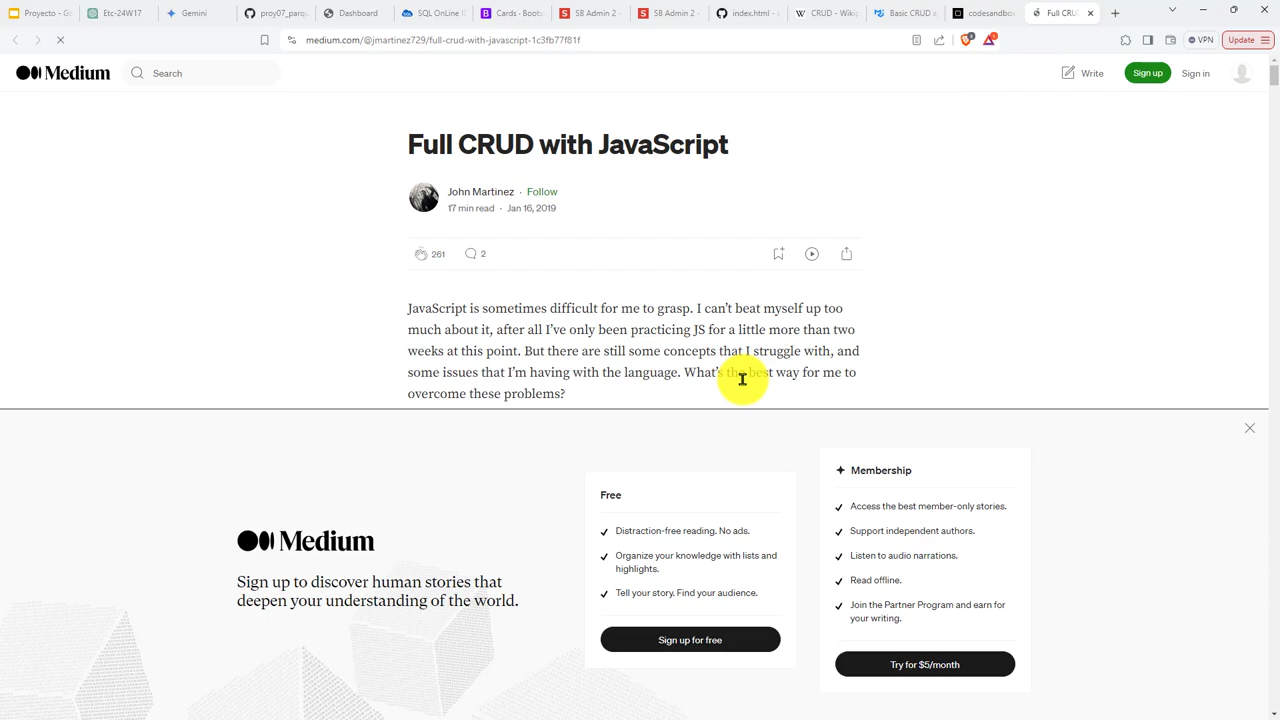 Proyecto - G
Etc-24W17
Gemini
proy07_parq
Dashboard
SQL OnLine I
Cards - Boots
SB Admin 2 -
SB Admin 2 -
index.html - u
CRUD - Wikip
Basic CRUD a
codesandbox
Full CRU
medium.com/@jmartinez729/full-crud-with-javascript-1c3fb77f81f
VPN
Update
Medium
Search
Write
Sign up
Sign in
Full CRUD with JavaScript
John Martinez · Follow
17 min read · Jan 16, 2019
261
2
JavaScript is sometimes difficult for me to grasp. I can't beat myself up too
much about it, after all I've only been practicing JS for a little more than two
weeks at this point. But there are still some concepts that I struggle with, and
some issues that I'm having with the language. What's the best way for me to
overcome these problems?
Medium
Sign up to discover human stories that
deepen your understanding of the world.
Free
Distraction-free reading. No ads.
Organize your knowledge with lists and
highlights.
Tell your story. Find your audience.
Sign up for free
Membership
Access the best member-only stories.
Support independent authors.
Listen to audio narrations.
Read offline.
Join the Partner Program and earn for
your writing.
Try for $5/month